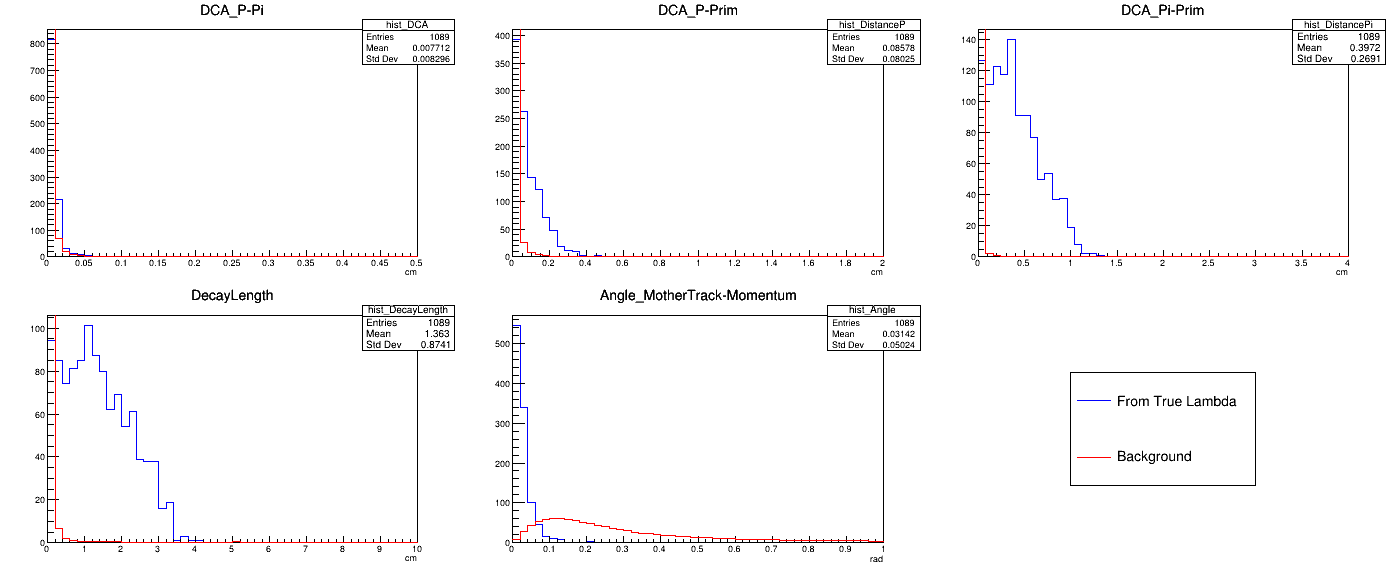 DCA_P-Pi
hist_DCA
Entries 1089
Mean 0.007712
Std Dev 0.008296
800
700
600
500
400
300
200
100
0
0 0.05 0.1 0.15 0.2 0.25 0.3 0.35 0.4 0.45 0.5
cm
DCA_P-Prim
hist_DistanceP
Entries 1089
Mean 0.08578
Std Dev 0.08025
400
350
300
250
200
150
100
50
0
0 0.2 0.4 0.6 0.8 1 1.2 1.4 1.6 1.8 2
cm
DCA_Pi-Prim
hist_DistancePi
Entries 1089
Mean 0.3972
Std Dev 0.2691
140
120
100
80
60
40
20
0
0 0.5 1 1.5 2 2.5 3 3.5 4
cm
DecayLength
hist_DecayLength
Entries 1089
Mean 1.363
Std Dev 0.8741
100
80
60
40
20
0
0 1 2 3 4 5 6 7 8 9 10
cm
Angle_MotherTrack-Momentum
hist_Angle
Entries 1089
Mean 0.03142
Std Dev 0.05024
500
400
300
200
100
0
0 0.1 0.2 0.3 0.4 0.5 0.6 0.7 0.8 0.9 1
rad
From True Lambda
Background